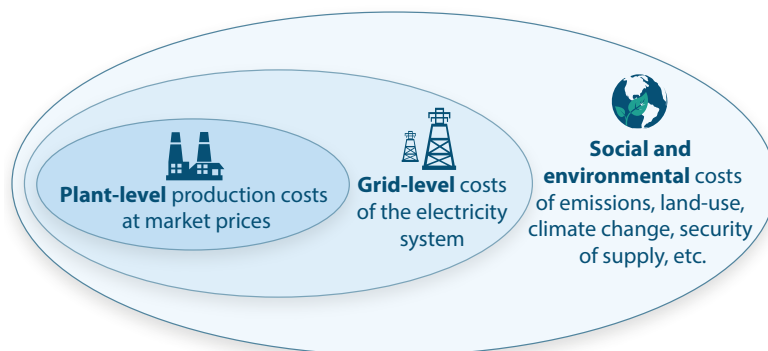 Plant-level production costs
at market prices
Grid-level costs
of the electricity
system
Social and
environmental costs
of emissions, land-use,
climate change, security
of supply, etc.